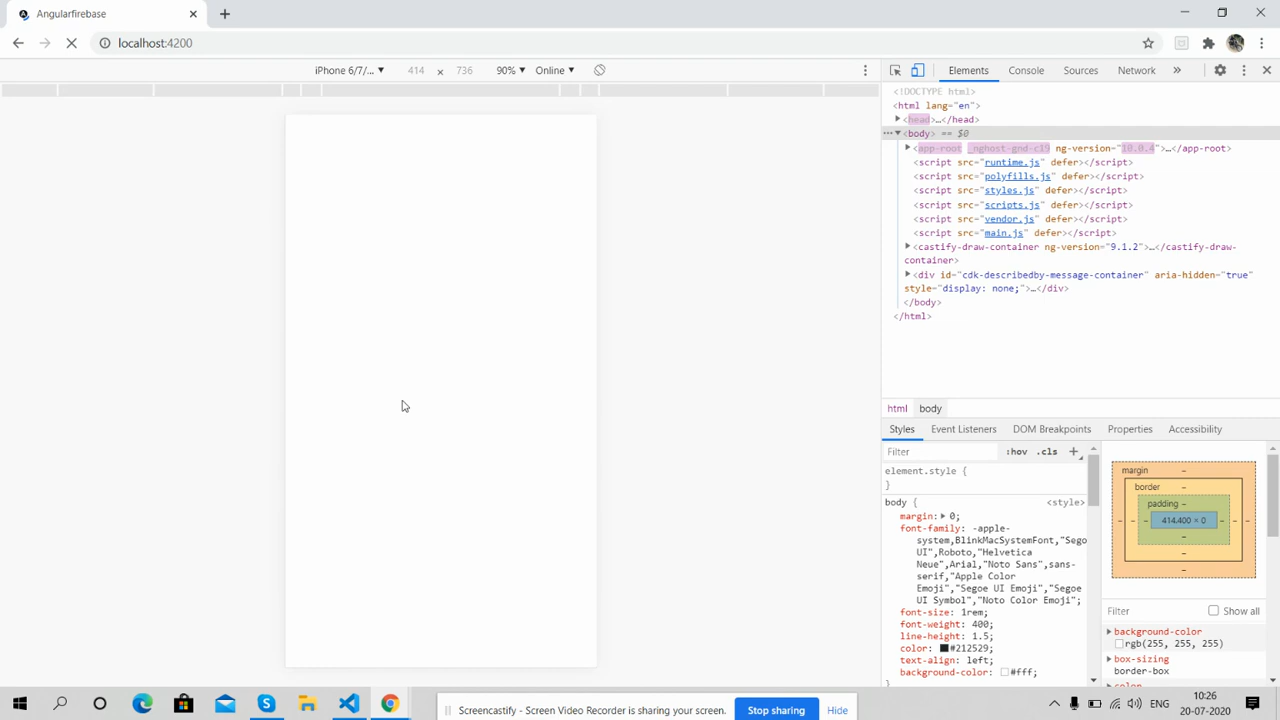 Angularfirebase
localhost:4200
iPhone 6/7/... 414 × 736 90% Online
Elements Console Sources Network »
<!DOCTYPE html>
<html lang="en">
<head>…</head>
<body> == $0
<app-root _nghost-gnd-c19 ng-version="10.0.4">…</app-root>
<script src="runtime.js" defer></script>
<script src="polyfills.js" defer></script>
<script src="styles.js" defer></script>
<script src="scripts.js" defer></script>
<script src="vendor.js" defer></script>
<script src="main.js" defer></script>
<castify-draw-container ng-version="9.1.2">…</castify-draw-
container>
<div id="cdk-describedby-message-container" aria-hidden="true"
style="display: none;">…</div>
</body>
</html>
html body
Styles Event Listeners DOM Breakpoints Properties Accessibility
Filter :hov .cls +
element.style {
}
body { <style>
margin: 0;
font-family: -apple-
system,BlinkMacSystemFont,"Segoe
UI",Roboto,"Helvetica
Neue",Arial,"Noto Sans",sans-
serif,"Apple Color
Emoji","Segoe UI Emoji","Segoe
UI Symbol","Noto Color Emoji";
font-size: 1rem;
font-weight: 400;
line-height: 1.5;
color: #212529;
text-align: left;
background-color: #fff;
margin –
border –
padding –
– – – 414.400 × 0 – – –
–
–
–
Filter Show all
background-color
rgb(255, 255, 255)
box-sizing
border-box
color
Screencastify - Screen Video Recorder is sharing your screen. Stop sharing Hide
ENG
10:26
20-07-2020